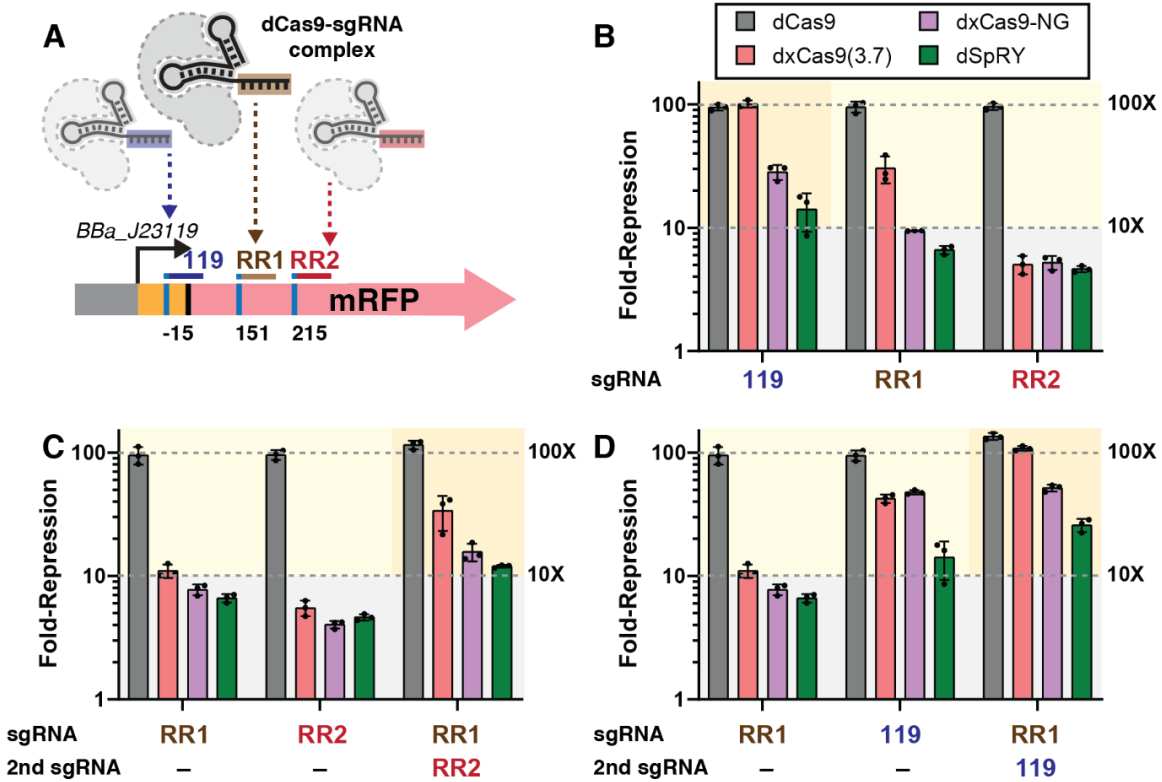 A
dCas9-sgRNA
complex
BBa_J23119
119
RR1
RR2
mRFP
-15
151
215
B
dCas9
dxCas9-NG
dxCas9(3.7)
dSpRY
Fold-Repression
100
10
1
100X
10X
sgRNA
119
RR1
RR2
C
Fold-Repression
100
10
1
100X
10X
sgRNA
RR1
RR2
RR1
2nd sgRNA
–
–
RR2
D
Fold-Repression
100
10
1
100X
10X
sgRNA
RR1
119
RR1
2nd sgRNA
–
–
119